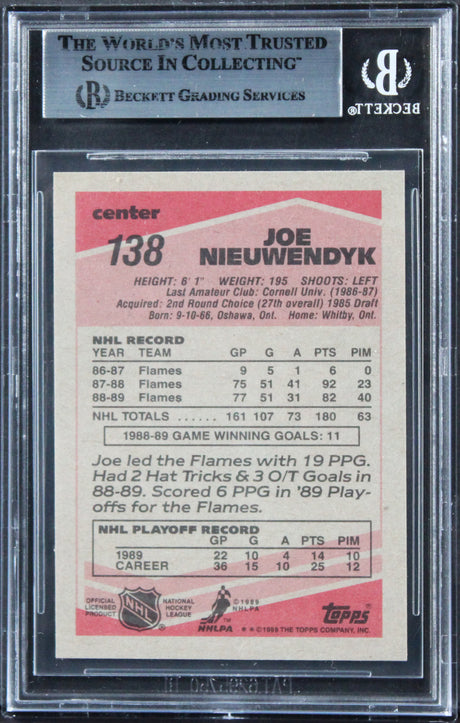 THE WORLD'S MOST TRUSTED
SOURCE IN COLLECTING™
BECKETT GRADING SERVICES
BECKETT®
center
138
JOE
NIEUWENDYK
HEIGHT: 6' 1" WEIGHT: 195 SHOOTS: LEFT
Last Amateur Club: Cornell Univ. (1986-87)
Acquired: 2nd Round Choice (27th overall) 1985 Draft
Born: 9-10-66, Oshawa, Ont. Home: Whitby, Ont.
NHL RECORD
YEAR TEAM GP G A PTS PIM
86-87 Flames 9 5 1 6 0
87-88 Flames 75 51 41 92 23
88-89 Flames 77 51 31 82 40
NHL TOTALS ...... 161 107 73 180 63
1988-89 GAME WINNING GOALS: 11
Joe led the Flames with 19 PPG.
Had 2 Hat Tricks & 3 O/T Goals in
88-89. Scored 6 PPG in '89 Play-
offs for the Flames.
NHL PLAYOFF RECORD
GP G A PTS PIM
1989 22 10 4 14 10
CAREER 36 15 10 25 12
OFFICIAL
LICENSED
PRODUCT
NHL
NATIONAL
HOCKEY
LEAGUE
©1989
NHLPA
NHLPA™
topps®
* * ©1989 THE TOPPS COMPANY, INC.